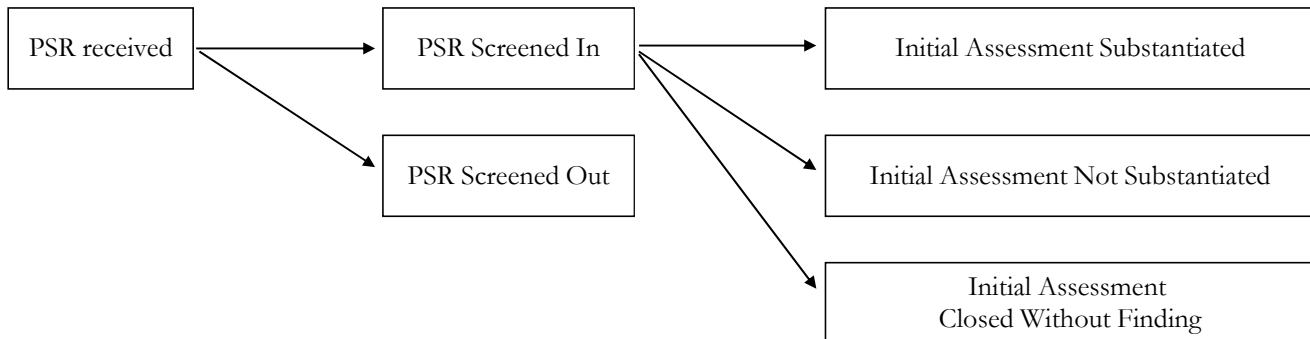 PSR received
PSR Screened In
Initial Assessment Substantiated
PSR Screened Out
Initial Assessment Not Substantiated
Initial Assessment
Closed Without Finding